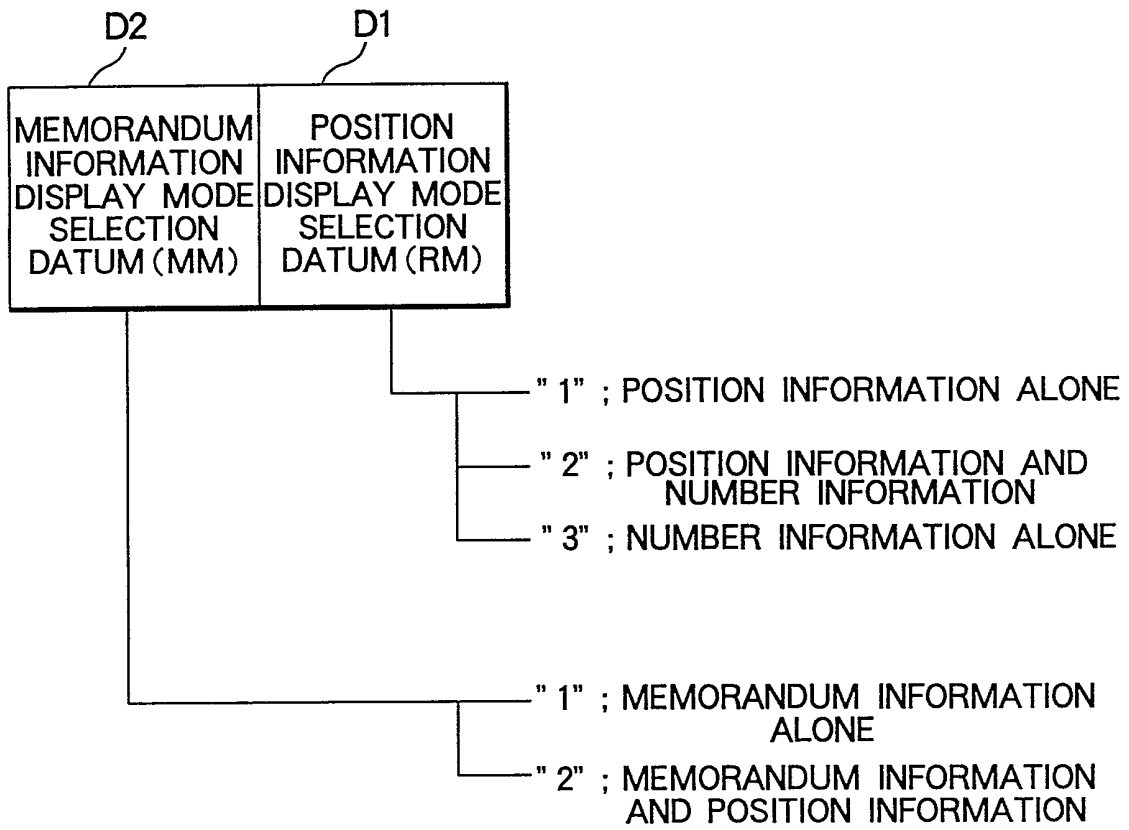 D2 D1
MEMORANDUM
INFORMATION
DISPLAY MODE
SELECTION
DATUM (MM)
POSITION
INFORMATION
DISPLAY MODE
SELECTION
DATUM (RM)
"1" ; POSITION INFORMATION ALONE
"2" ; POSITION INFORMATION AND
NUMBER INFORMATION
"3" ; NUMBER INFORMATION ALONE
"1" ; MEMORANDUM INFORMATION
ALONE
"2" ; MEMORANDUM INFORMATION
AND POSITION INFORMATION